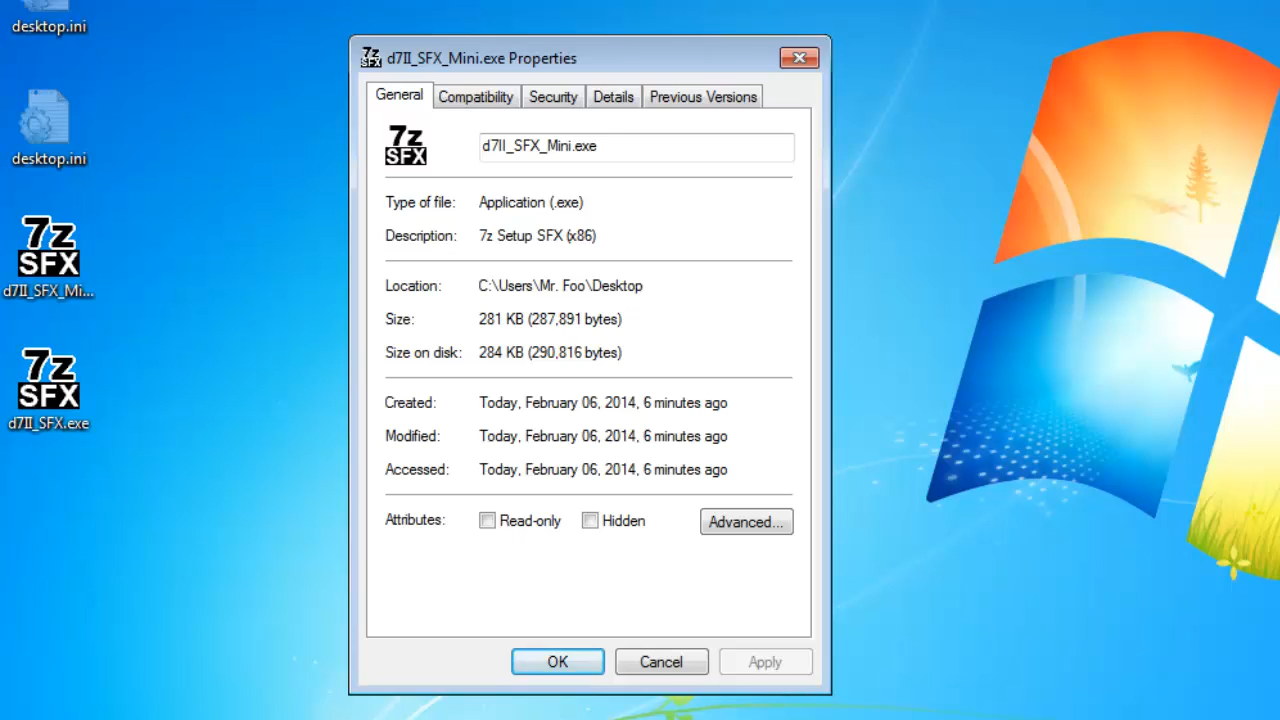 desktop.ini
desktop.ini
7z
SFX
d7II_SFX_Mi...
7z
SFX
d7II_SFX.exe
7z
SFX
d7II_SFX_Mini.exe Properties
General
Compatibility
Security
Details
Previous Versions
7z
SFX
d7II_SFX_Mini.exe
Type of file: Application (.exe)
Description: 7z Setup SFX (x86)
Location: C:\Users\Mr. Foo\Desktop
Size: 281 KB (287,891 bytes)
Size on disk: 284 KB (290,816 bytes)
Created: Today, February 06, 2014, 6 minutes ago
Modified: Today, February 06, 2014, 6 minutes ago
Accessed: Today, February 06, 2014, 6 minutes ago
Attributes: Read-only Hidden Advanced...
OK Cancel Apply